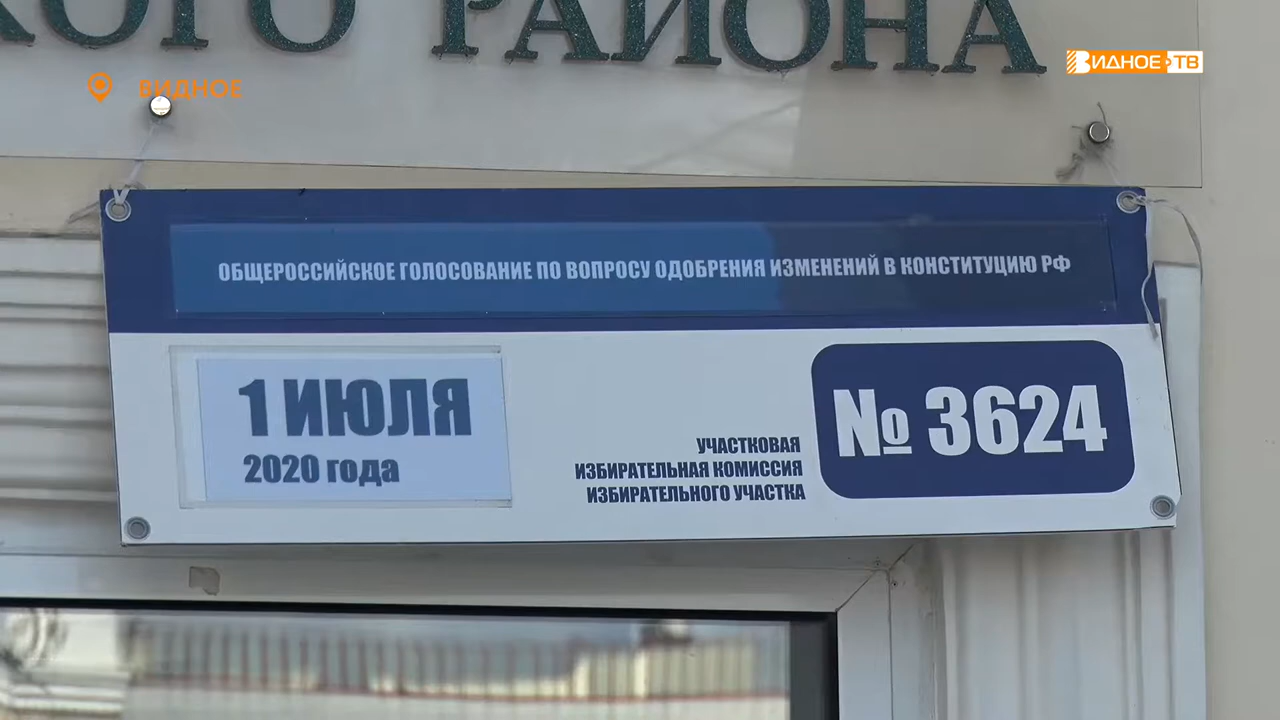 КОГО РАЙОНА
ВИДНОЕ
ВИДНОЕ ТВ
ОБЩЕРОССИЙСКОЕ ГОЛОСОВАНИЕ ПО ВОПРОСУ ОДОБРЕНИЯ ИЗМЕНЕНИЙ В КОНСТИТУЦИЮ РФ
1 ИЮЛЯ
2020 года
УЧАСТКОВАЯ
ИЗБИРАТЕЛЬНАЯ КОМИССИЯ
ИЗБИРАТЕЛЬНОГО УЧАСТКА
№ 3624